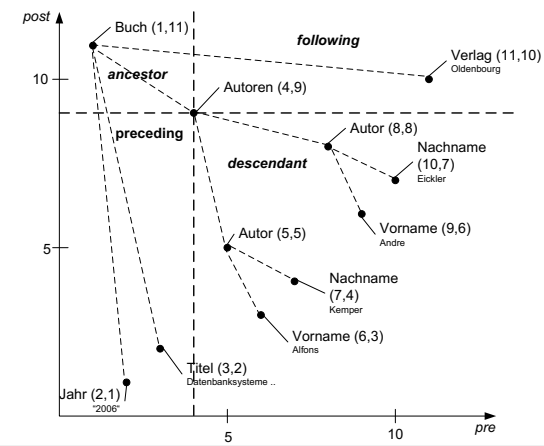 post
Buch (1,11)
following
Verlag (11,10)
Oldenbourg
ancestor
10
Autoren (4,9)
preceding
Autor (8,8)
descendant
Nachname
(10,7)
Eickler
Vorname (9,6)
Andre
Autor (5,5)
5
Nachname
(7,4)
Kemper
Vorname (6,3)
Alfons
Titel (3,2)
Datenbanksysteme ..
Jahr (2,1)
"2006"
5
10
pre